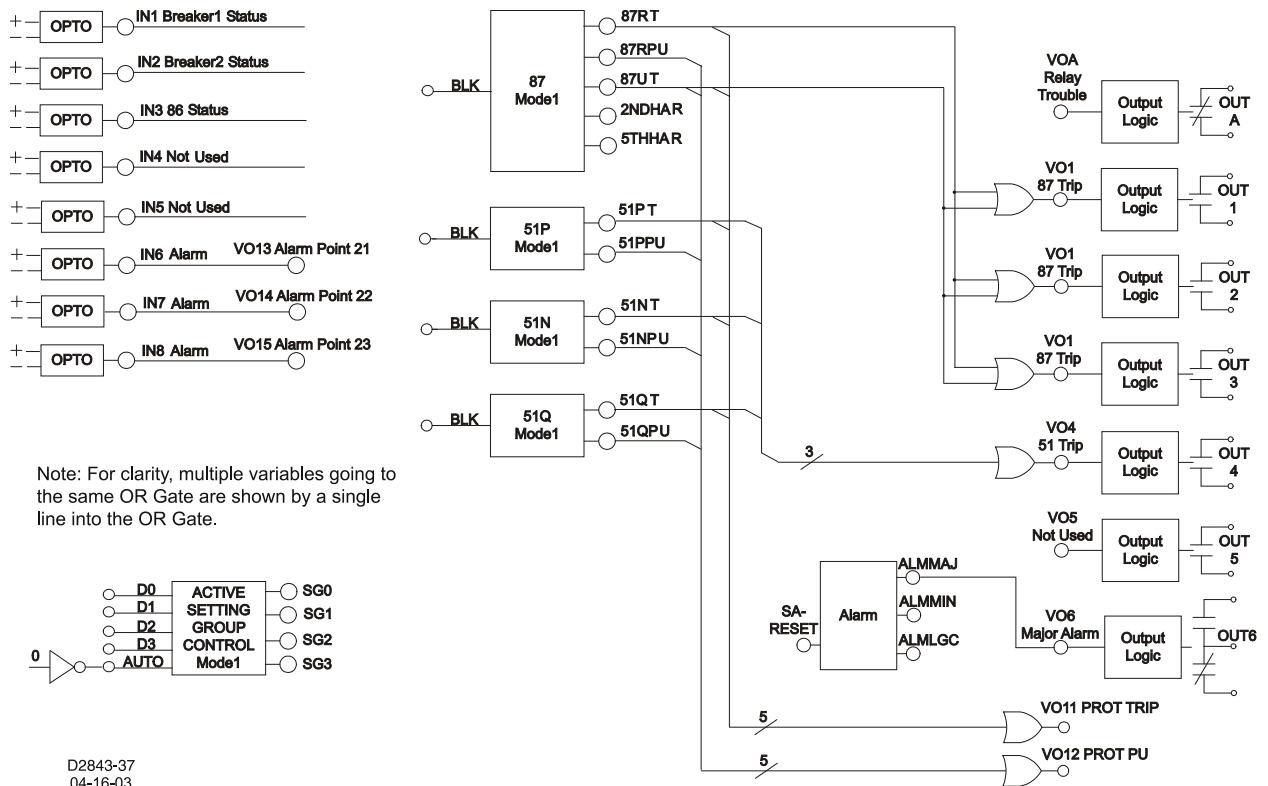 OPTO IN1 Breaker1 Status
OPTO IN2 Breaker2 Status
OPTO IN3 86 Status
OPTO IN4 Not Used
OPTO IN5 Not Used
OPTO IN6 Alarm VO13 Alarm Point 21
OPTO IN7 Alarm VO14 Alarm Point 22
OPTO IN8 Alarm VO15 Alarm Point 23
Note: For clarity, multiple variables going to
the same OR Gate are shown by a single
line into the OR Gate.
0
D0
D1
D2
D3
AUTO
ACTIVE
SETTING
GROUP
CONTROL
Mode1
SG0
SG1
SG2
SG3
D2843-37
04-16-03
BLK
87
Mode1
87RT
87RPU
87UT
2NDHAR
5THHAR
BLK
51P
Mode1
51PT
51PPU
BLK
51N
Mode1
51NT
51NPU
BLK
51Q
Mode1
51QT
51QPU
3
SA-
RESET
Alarm
ALMMAJ
ALMMIN
ALMLGC
5
5
VOA
Relay
Trouble
Output
Logic
OUT
A
VO1
87 Trip
Output
Logic
OUT
1
VO1
87 Trip
Output
Logic
OUT
2
VO1
87 Trip
Output
Logic
OUT
3
VO4
51 Trip
Output
Logic
OUT
4
VO5
Not Used
Output
Logic
OUT
5
VO6
Major Alarm
Output
Logic
OUT6
VO11 PROT TRIP
VO12 PROT PU